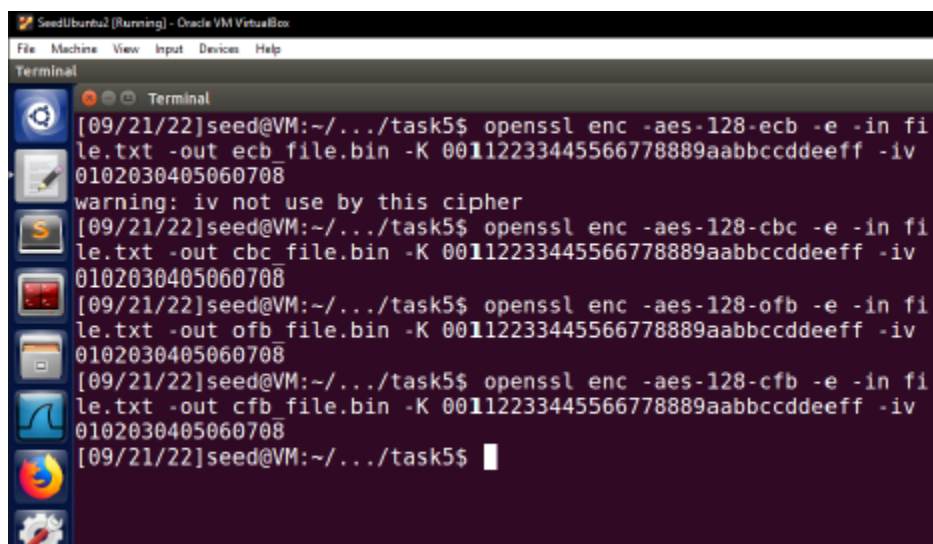 SeedUbuntu2 [Running] - Oracle VM VirtualBox
File Machine View Input Devices Help
Terminal
Terminal
[09/21/22]seed@VM:~/.../task5$ openssl enc -aes-128-ecb -e -in fi
le.txt -out ecb_file.bin -K 00112233445566778889aabbccddeeff -iv
0102030405060708
warning: iv not use by this cipher
[09/21/22]seed@VM:~/.../task5$ openssl enc -aes-128-cbc -e -in fi
le.txt -out cbc_file.bin -K 00112233445566778889aabbccddeeff -iv
0102030405060708
[09/21/22]seed@VM:~/.../task5$ openssl enc -aes-128-ofb -e -in fi
le.txt -out ofb_file.bin -K 00112233445566778889aabbccddeeff -iv
0102030405060708
[09/21/22]seed@VM:~/.../task5$ openssl enc -aes-128-cfb -e -in fi
le.txt -out cfb_file.bin -K 00112233445566778889aabbccddeeff -iv
0102030405060708
[09/21/22]seed@VM:~/.../task5$